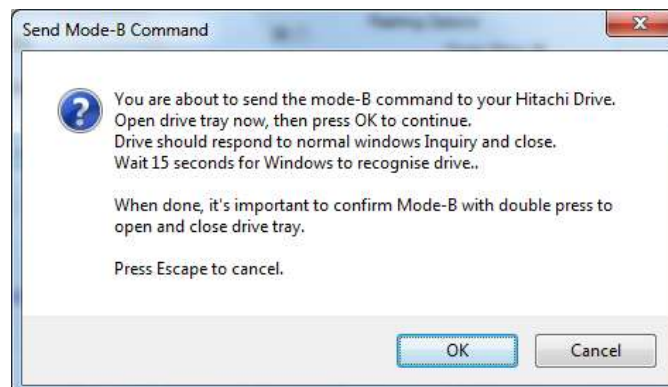 Send Mode-B Command
You are about to send the mode-B command to your Hitachi Drive.
Open drive tray now, then press OK to continue.
Drive should respond to normal windows Inquiry and close.
Wait 15 seconds for Windows to recognise drive..
When done, it's important to confirm Mode-B with double press to
open and close drive tray.
Press Escape to cancel.
OK
Cancel